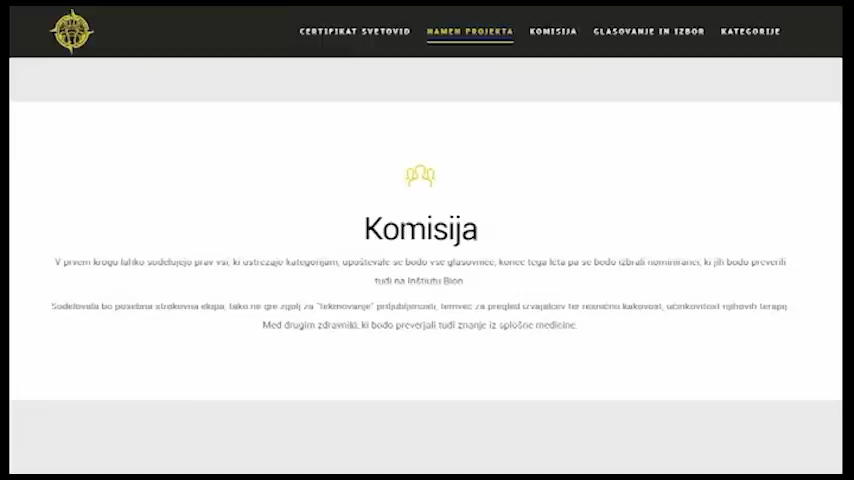 CERTIFIKAT SVETOVID NAMEN PROJEKTA KOMISIJA GLASOVANJE IN IZBOR KATEGORIJE
Komisija
V prvem krogu lahko sodelujejo prav vsi, ki ustrezajo kategorijam, upoštevale se bodo vse glasovnice, konec tega leta pa se bodo izbrali nominiranci, ki jih bodo preverili
tudi na Inštitutu Bion.
Sodelovala bo posebna strokovna ekipa, tako ne gre zgolj za "tekmovanje" priljubljenosti, temveč za pregled izvajalcev ter resnično kakovost, učinkovitost njihovih terapij.
Med drugim zdravniki, ki bodo preverjali tudi znanje iz splošne medicine.